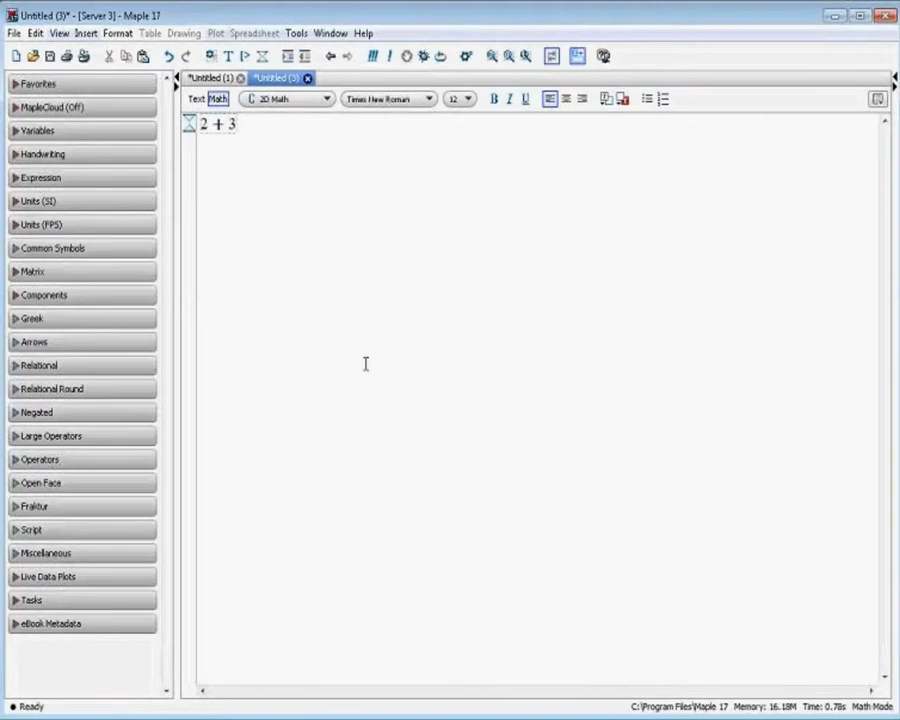 Untitled (3)* - [Server 3] - Maple 17
File Edit View Insert Format Table Drawing Plot Spreadsheet Tools Window Help
*Untitled (1) *Untitled (3)
Text Math C 2D Math Times New Roman 12 B I U
2 + 3
Favorites
MapleCloud (Off)
Variables
Handwriting
Expression
Units (SI)
Units (FPS)
Common Symbols
Matrix
Components
Greek
Arrows
Relational
Relational Round
Negated
Large Operators
Operators
Open Face
Fraktur
Script
Miscellaneous
Live Data Plots
Tasks
eBook Metadata
Ready C:\Program Files\Maple 17 Memory: 16.18M Time: 0.78s Math Mode